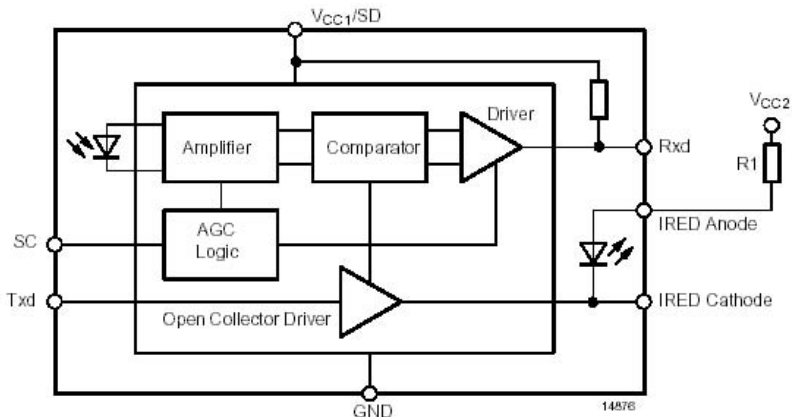 VCC1/SD
Driver
VCC2
Amplifier
Comparator
Rxd
R1
IRED Anode
AGC
Logic
SC
Txd
Open Collector Driver
IRED Cathode
14876
GND